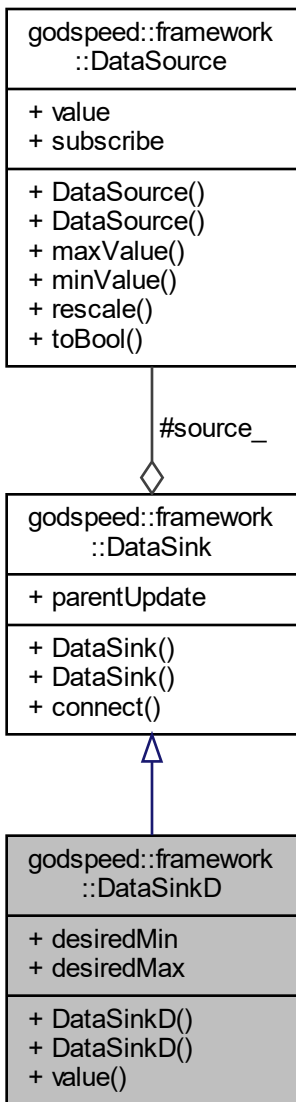 godspeed::framework
::DataSource
+ value
+ subscribe
+ DataSource()
+ DataSource()
+ maxValue()
+ minValue()
+ rescale()
+ toBool()
#source_
godspeed::framework
::DataSink
+ parentUpdate
+ DataSink()
+ DataSink()
+ connect()
godspeed::framework
::DataSinkD
+ desiredMin
+ desiredMax
+ DataSinkD()
+ DataSinkD()
+ value()